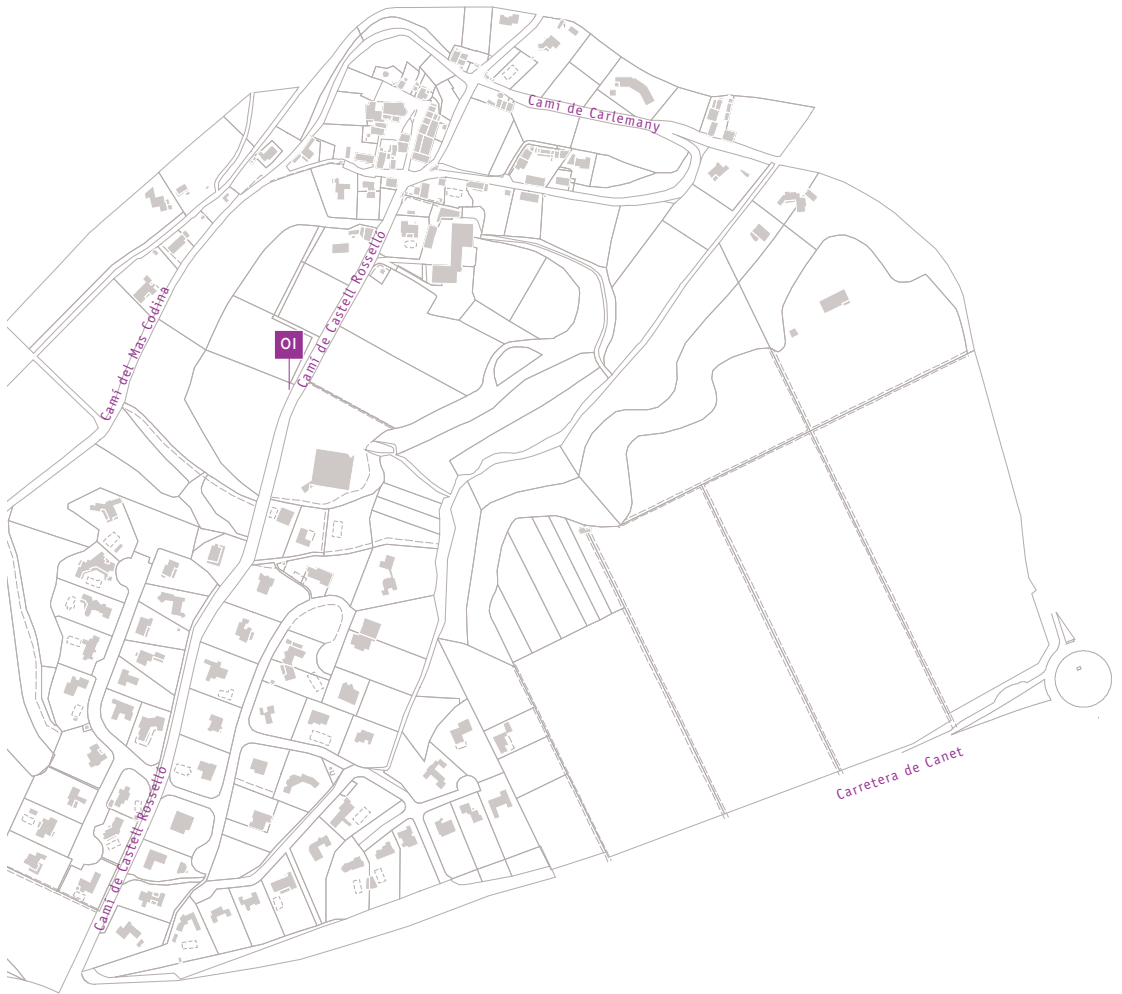 Camí de Carlemany
Camí de Castell Rosselló
Camí del Mas Codina
01
Carretera de Canet
Camí de Castell Rosselló